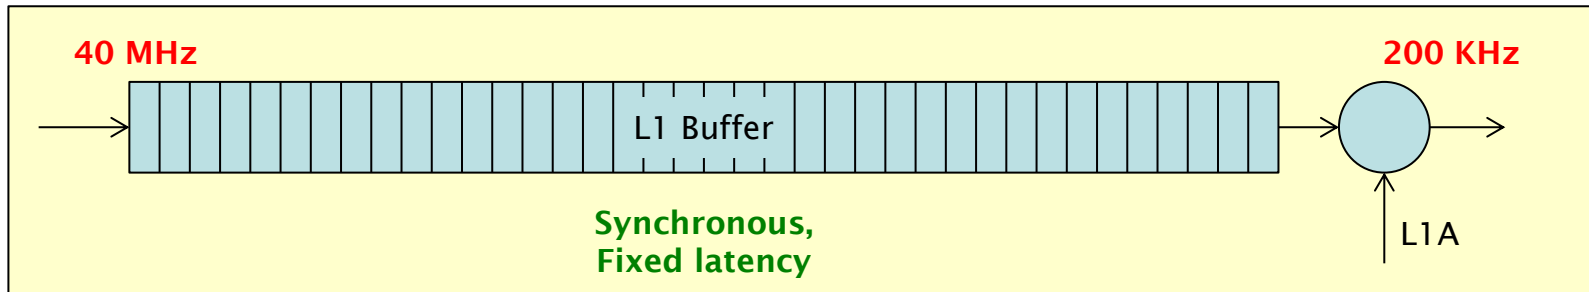 40 MHz
200 KHz
L1 Buffer
Synchronous,
Fixed latency
L1A